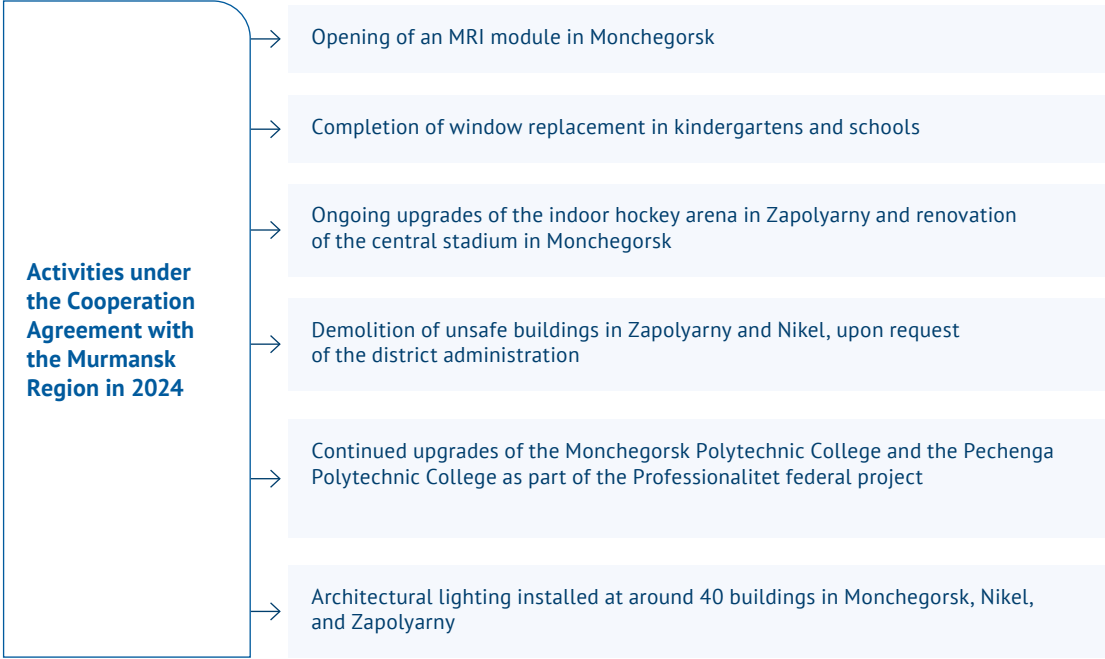 Activities under
the Cooperation
Agreement with
the Murmansk
Region in 2024
Opening of an MRI module in Monchegorsk
Completion of window replacement in kindergartens and schools
Ongoing upgrades of the indoor hockey arena in Zapolyarny and renovation
of the central stadium in Monchegorsk
Demolition of unsafe buildings in Zapolyarny and Nikel, upon request
of the district administration
Continued upgrades of the Monchegorsk Polytechnic College and the Pechenga
Polytechnic College as part of the Professionalitet federal project
Architectural lighting installed at around 40 buildings in Monchegorsk, Nikel,
and Zapolyarny